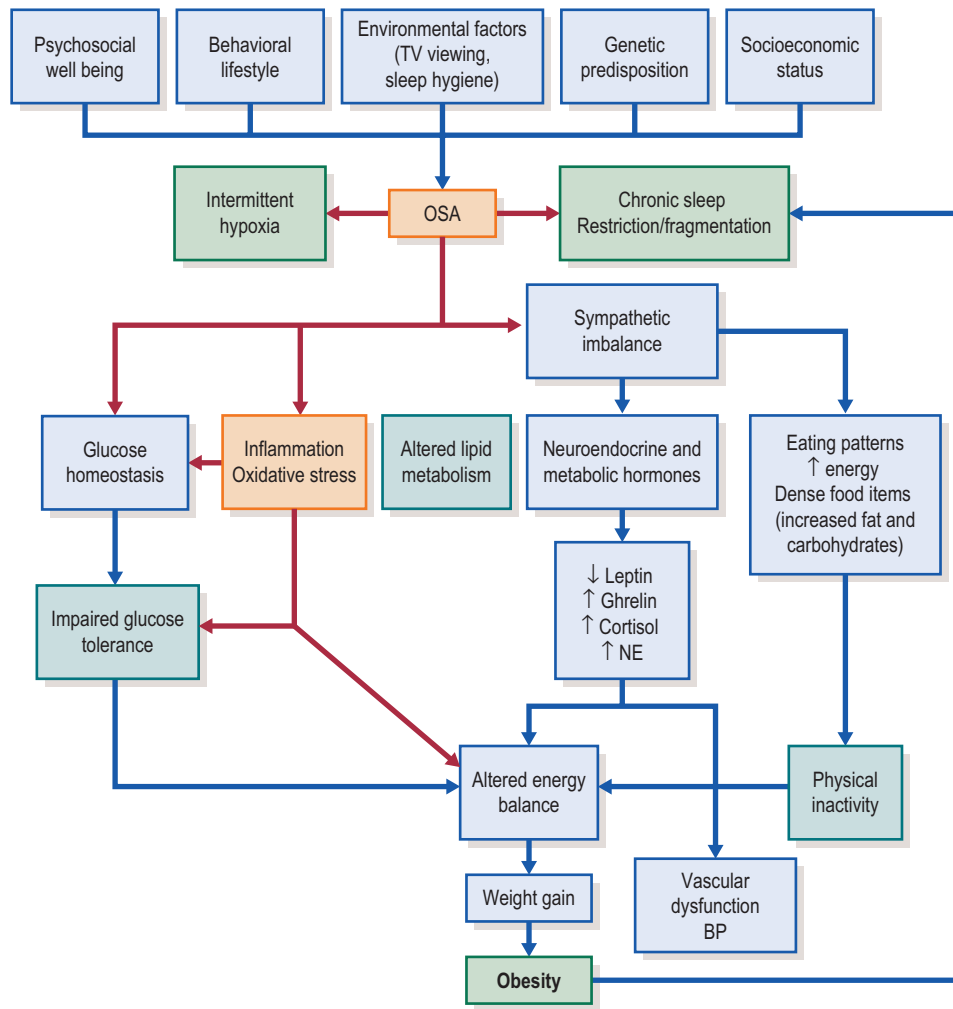 Psychosocial
well being
Behavioral
lifestyle
Environmental factors
(TV viewing,
sleep hygiene)
Genetic
predisposition
Socioeconomic
status
Intermittent
hypoxia
OSA
Chronic sleep
Restriction/fragmentation
Sympathetic
imbalance
Glucose
homeostasis
Inflammation
Oxidative stress
Altered lipid
metabolism
Neuroendocrine and
metabolic hormones
Eating patterns
↑ energy
Dense food items
(increased fat and
carbohydrates)
Impaired glucose
tolerance
↓ Leptin
↑ Ghrelin
↑ Cortisol
↑ NE
Altered energy
balance
Physical
inactivity
Weight gain
Vascular
dysfunction
BP
Obesity